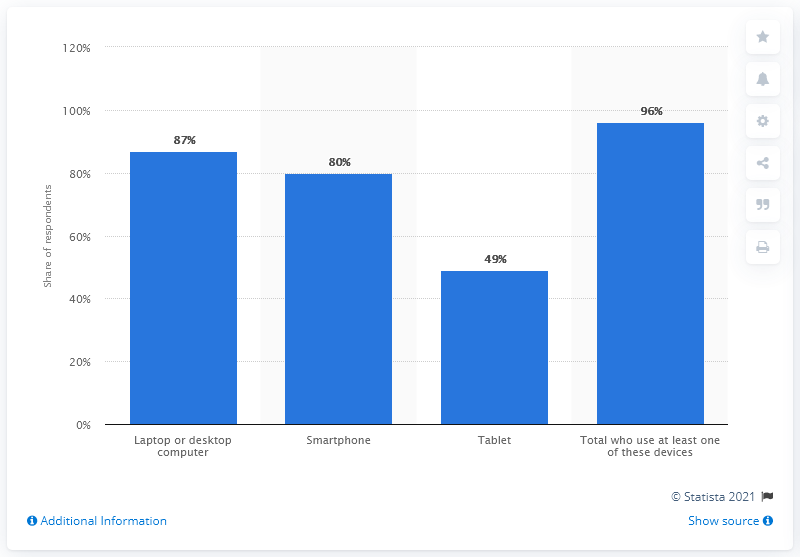 120%
100%
80%
60%
40%
20%
0%
Share of respondents
87%
80%
49%
96%
Laptop or desktop
computer
Smartphone
Tablet
Total who use at least one
of these devices
© Statista 2021
Additional Information
Show source